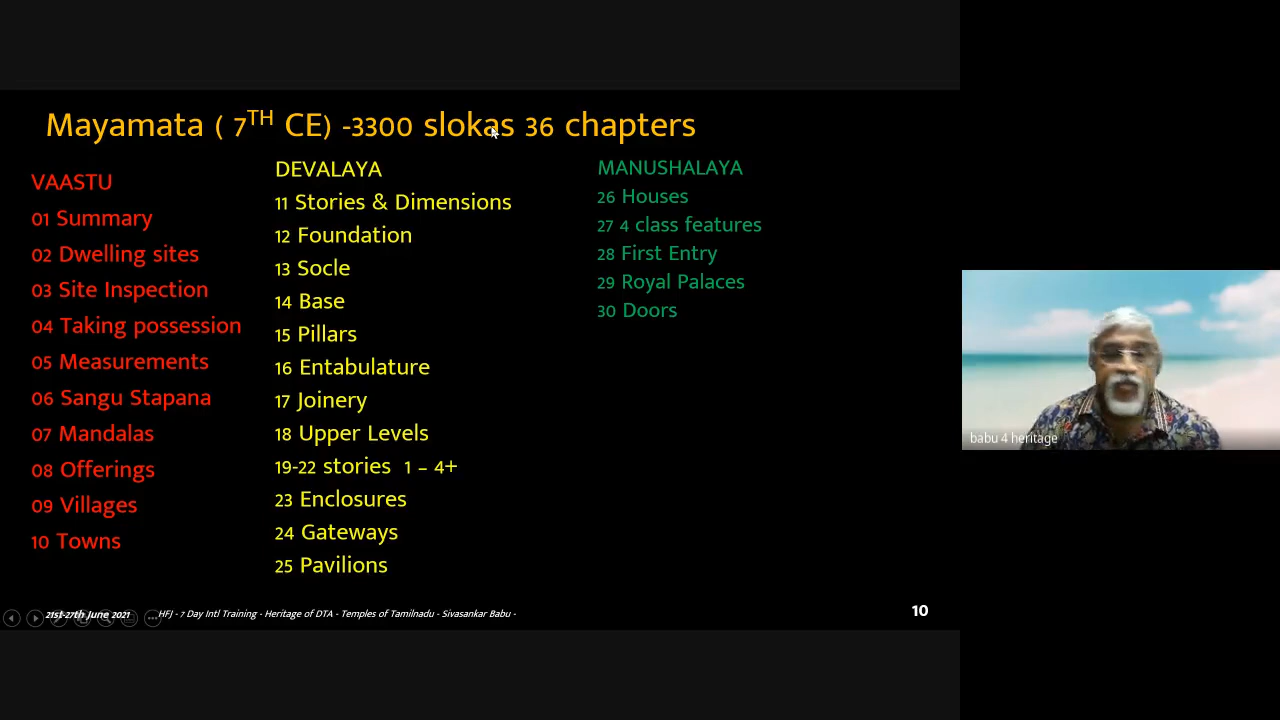 Mayamata ( 7TH CE) -3300 slokas 36 chapters
VAASTU
01 Summary
02 Dwelling sites
03 Site Inspection
04 Taking possession
05 Measurements
06 Sangu Stapana
07 Mandalas
08 Offerings
09 Villages
10 Towns
DEVALAYA
11 Stories & Dimensions
12 Foundation
13 Socle
14 Base
15 Pillars
16 Entabulature
17 Joinery
18 Upper Levels
19-22 stories 1 – 4+
23 Enclosures
24 Gateways
25 Pavilions
MANUSHALAYA
26 Houses
27 4 class features
28 First Entry
29 Royal Palaces
30 Doors
babu 4 heritage
21st-27th June 2021
HFJ - 7 Day Intl Training - Heritage of DTA - Temples of Tamilnadu - Sivasankar Babu -
10